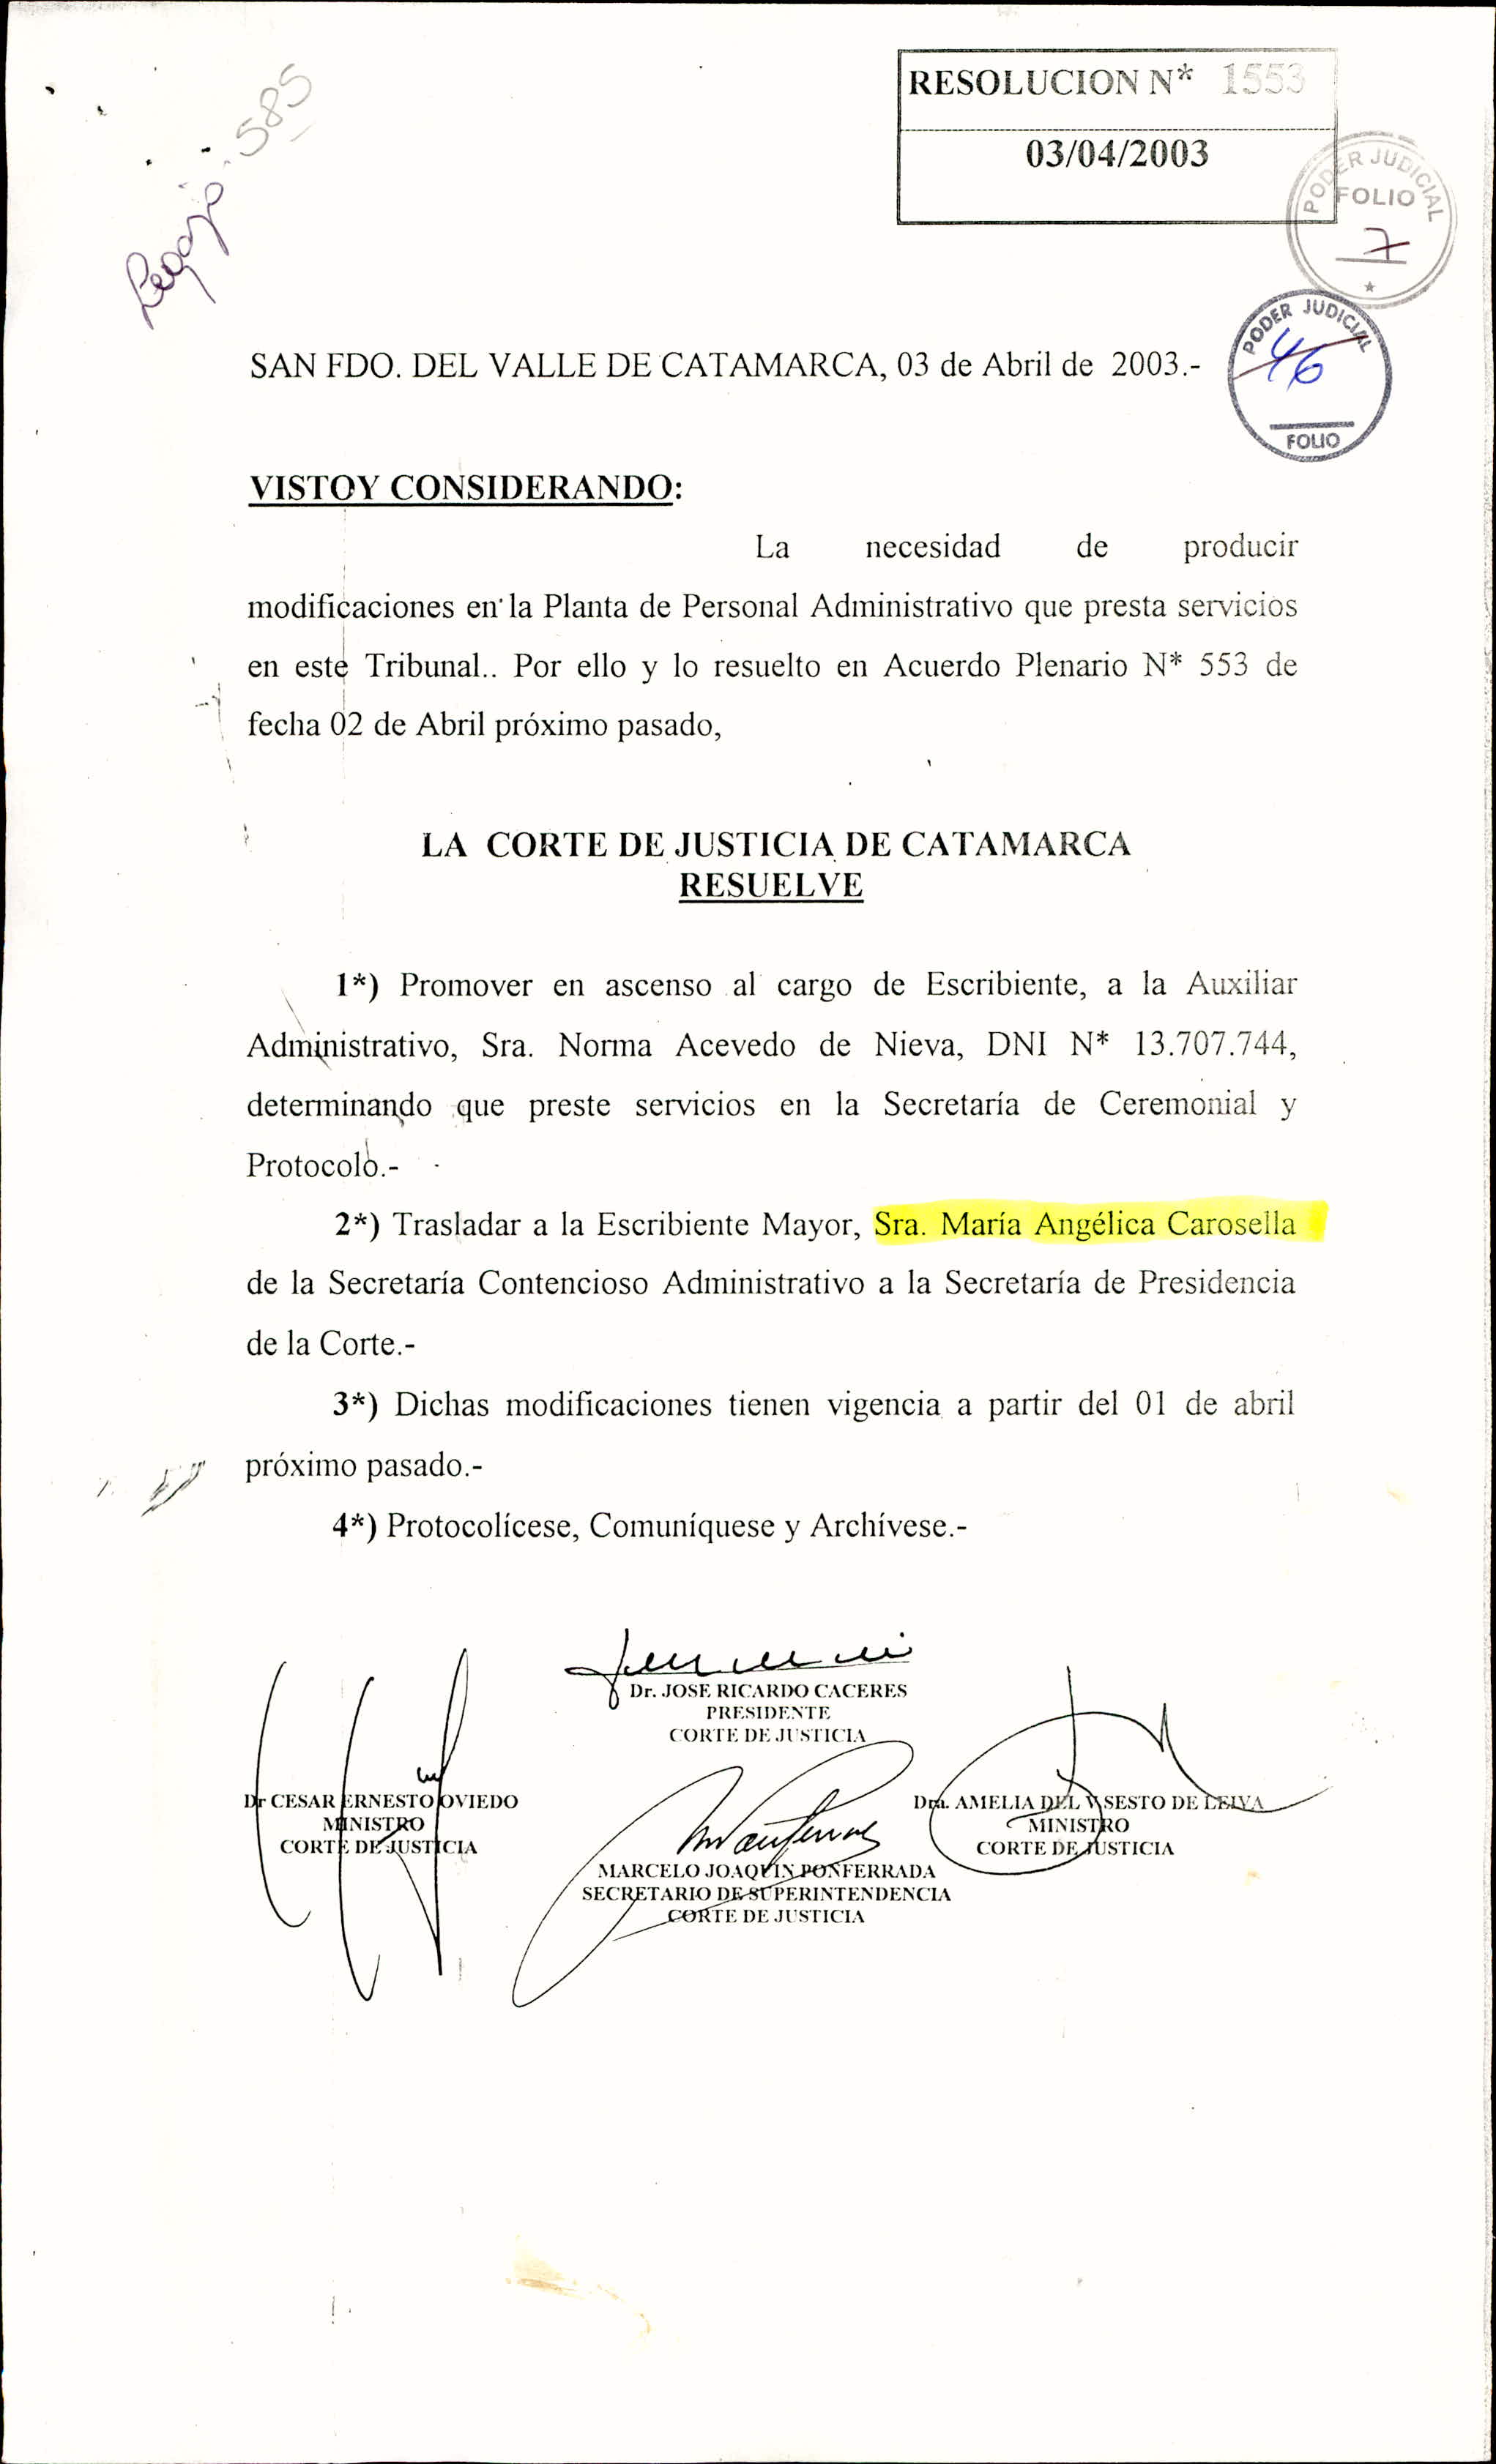 Legajo 585
RESOLUCION N* 1553
03/04/2003
PODER JUDICIAL
FOLIO
7
PODER JUDICIAL
46
FOLIO
SAN FDO. DEL VALLE DE CATAMARCA, 03 de Abril de 2003.-
VISTOY CONSIDERANDO:
La necesidad de producir
modificaciones en la Planta de Personal Administrativo que presta servicios
en este Tribunal.. Por ello y lo resuelto en Acuerdo Plenario N* 553 de
fecha 02 de Abril próximo pasado,
LA CORTE DE JUSTICIA DE CATAMARCA
RESUELVE
1*) Promover en ascenso al cargo de Escribiente, a la Auxiliar
Administrativo, Sra. Norma Acevedo de Nieva, DNI N* 13.707.744,
determinando que preste servicios en la Secretaría de Ceremonial y
Protocolo.-
2*) Trasladar a la Escribiente Mayor, Sra. María Angélica Carosella
de la Secretaría Contencioso Administrativo a la Secretaría de Presidencia
de la Corte.-
3*) Dichas modificaciones tienen vigencia a partir del 01 de abril
próximo pasado.-
4*) Protocolícese, Comuníquese y Archívese.-
Dr. JOSE RICARDO CACERES
PRESIDENTE
CORTE DE JUSTICIA
Dr CESAR ERNESTO OVIEDO
MINISTRO
CORTE DE JUSTICIA
Dra. AMELIA DEL V SESTO DE LEIVA
MINISTRO
CORTE DE JUSTICIA
MARCELO JOAQUIN PONFERRADA
SECRETARIO DE SUPERINTENDENCIA
CORTE DE JUSTICIA